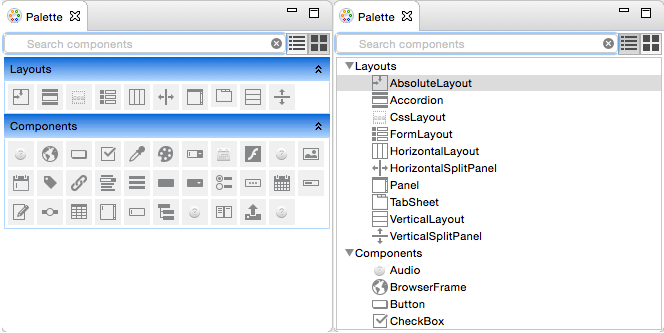 Palette
Search components
Layouts
Components
Palette
Search components
Layouts
AbsoluteLayout
Accordion
CssLayout
FormLayout
HorizontalLayout
HorizontalSplitPanel
Panel
TabSheet
VerticalLayout
VerticalSplitPanel
Components
Audio
BrowserFrame
Button
CheckBox